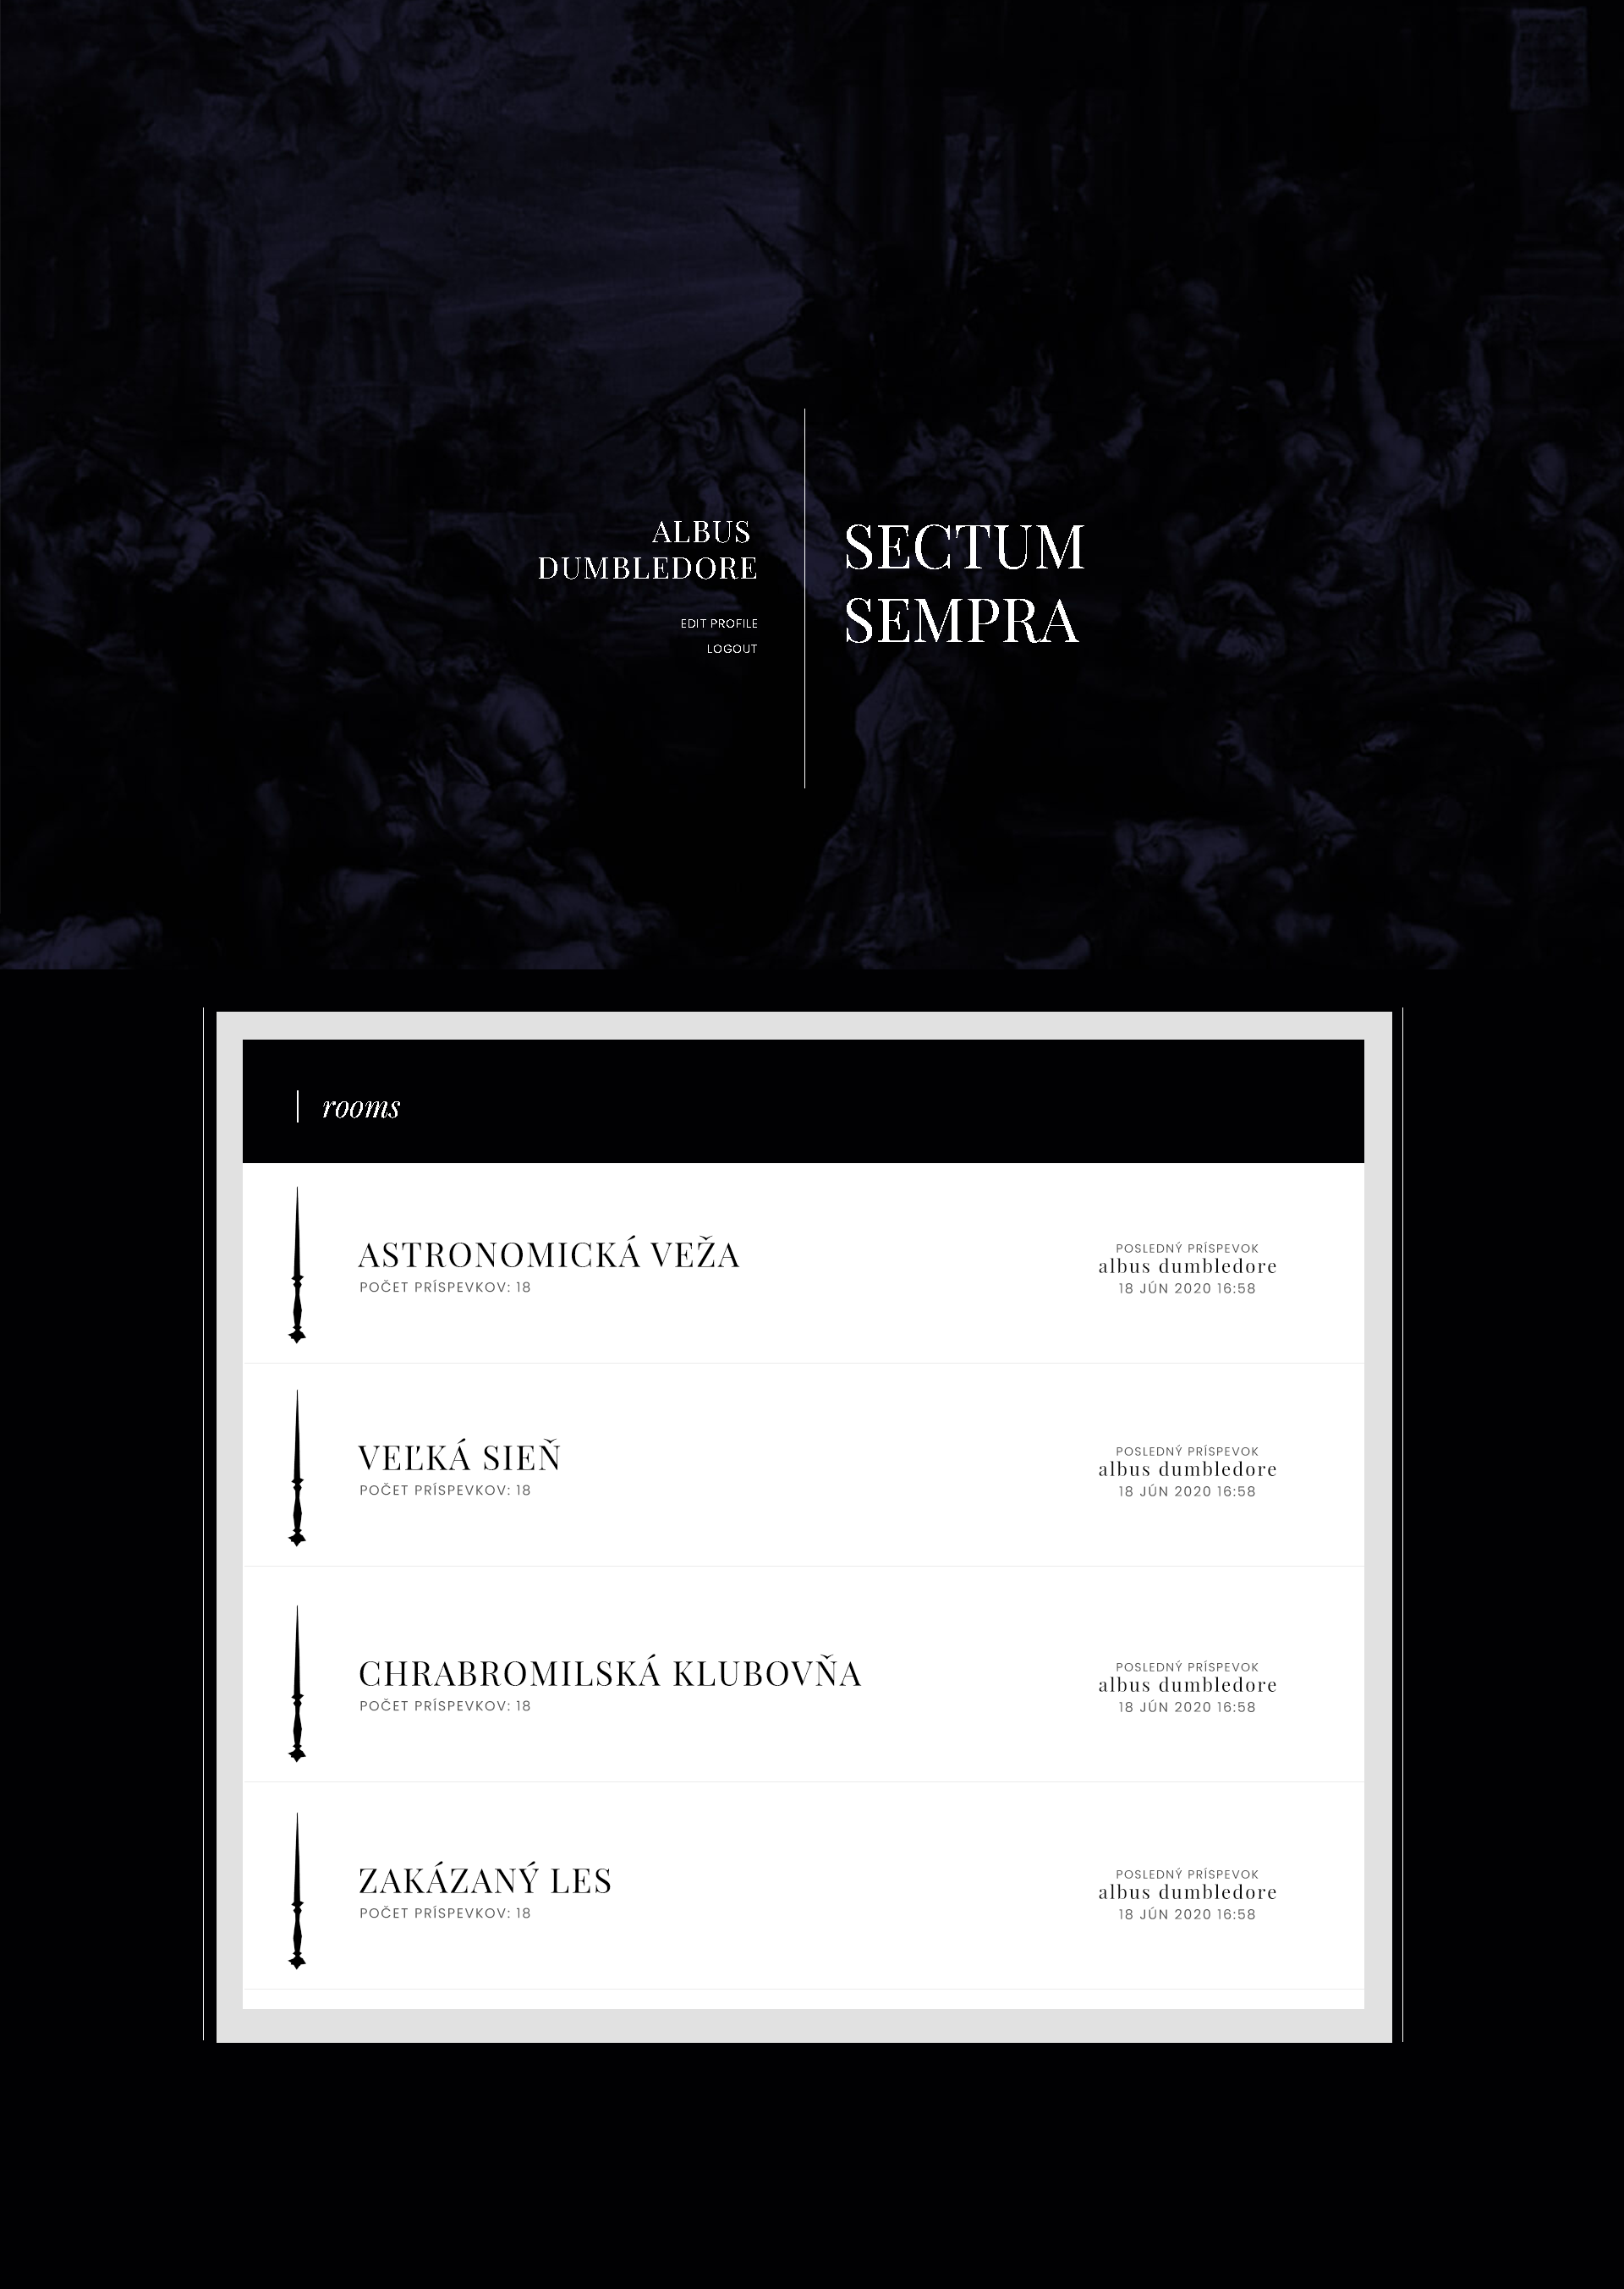 ALBUS
DUMBLEDORE
EDIT PROFILE
LOGOUT
SECTUM
SEMPRA
rooms
ASTRONOMICKÁ VEŽA
POČET PRÍSPEVKOV: 18
POSLEDNÝ PRÍSPEVOK
albus dumbledore
18 JÚN 2020 16:58
VEĽKÁ SIEŇ
POČET PRÍSPEVKOV: 18
POSLEDNÝ PRÍSPEVOK
albus dumbledore
18 JÚN 2020 16:58
CHRABROMILSKÁ KLUBOVŇA
POČET PRÍSPEVKOV: 18
POSLEDNÝ PRÍSPEVOK
albus dumbledore
18 JÚN 2020 16:58
ZAKÁZANÝ LES
POČET PRÍSPEVKOV: 18
POSLEDNÝ PRÍSPEVOK
albus dumbledore
18 JÚN 2020 16:58